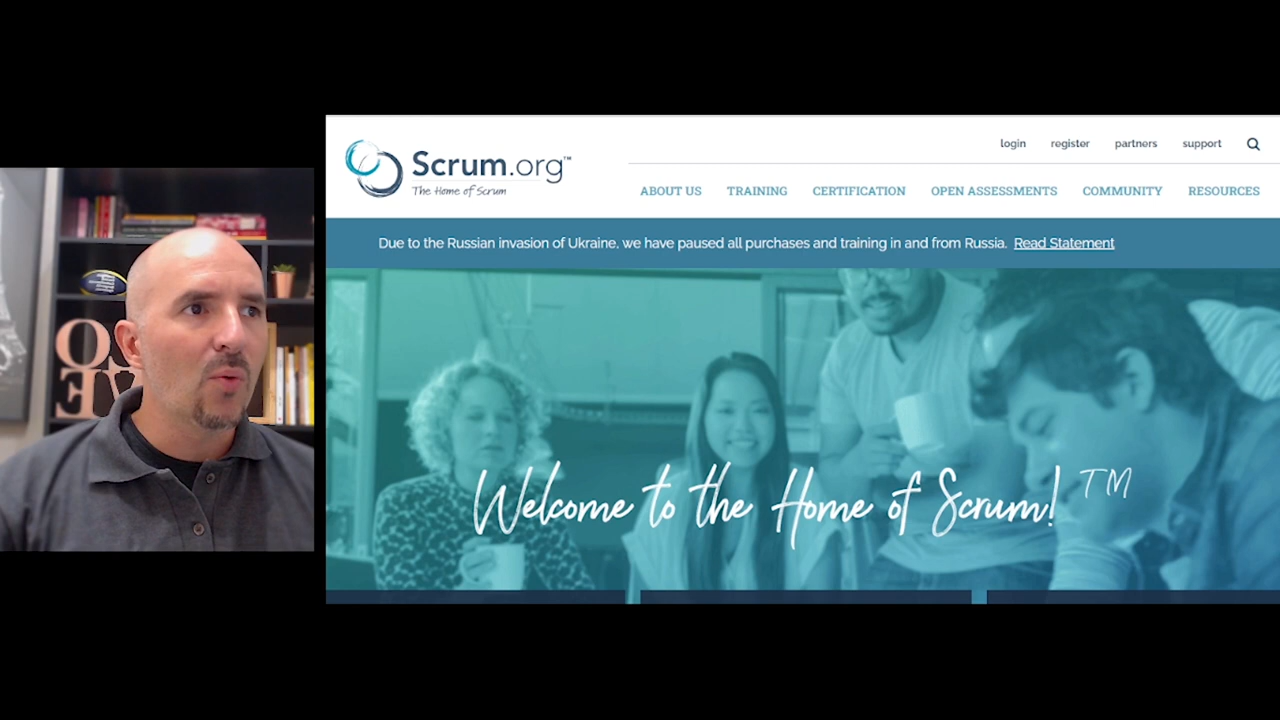 login register partners support
Scrum.org™
The Home of Scrum
ABOUT US TRAINING CERTIFICATION OPEN ASSESSMENTS COMMUNITY RESOURCES
Due to the Russian invasion of Ukraine, we have paused all purchases and training in and from Russia. Read Statement
Welcome to the Home of Scrum! TM